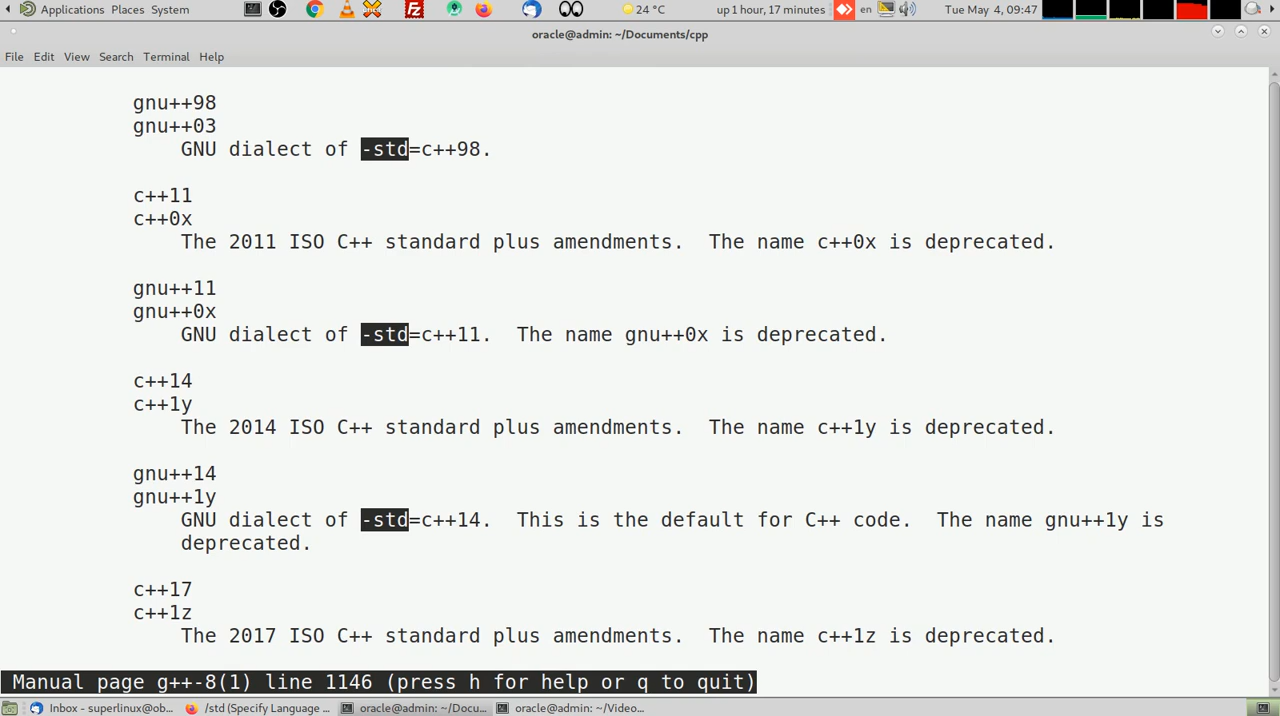 Applications Places System 24 °C up 1 hour, 17 minutes en Tue May 4, 09:47
oracle@admin: ~/Documents/cpp
File Edit View Search Terminal Help
gnu++98
gnu++03
GNU dialect of -std=c++98.
c++11
c++0x
The 2011 ISO C++ standard plus amendments. The name c++0x is deprecated.
gnu++11
gnu++0x
GNU dialect of -std=c++11. The name gnu++0x is deprecated.
c++14
c++1y
The 2014 ISO C++ standard plus amendments. The name c++1y is deprecated.
gnu++14
gnu++1y
GNU dialect of -std=c++14. This is the default for C++ code. The name gnu++1y is
deprecated.
c++17
c++1z
The 2017 ISO C++ standard plus amendments. The name c++1z is deprecated.
Manual page g++-8(1) line 1146 (press h for help or q to quit)
Inbox - superlinux@ob... /std (Specify Language ... oracle@admin: ~/Docu... oracle@admin: ~/Video...